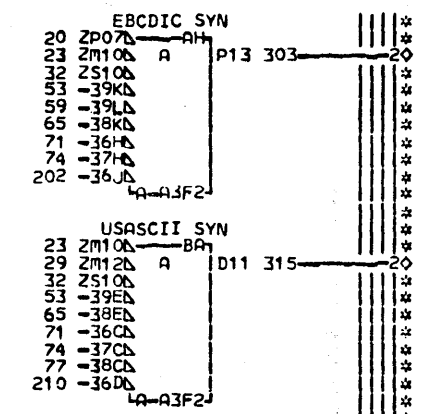 EBCDIC SYN
20 ZP07 AH
23 ZM10 A P13 303 2
32 ZS10
53 -39K
59 -39L
65 -38K
71 -36H
74 -37H
202 -36J
A-A3F2
USASCII SYN
23 ZM10 BA
29 ZM12 A D11 315 2
32 ZS10
53 -39E
65 -38E
71 -36C
74 -37C
77 -38C
210 -36D
A-A3F2